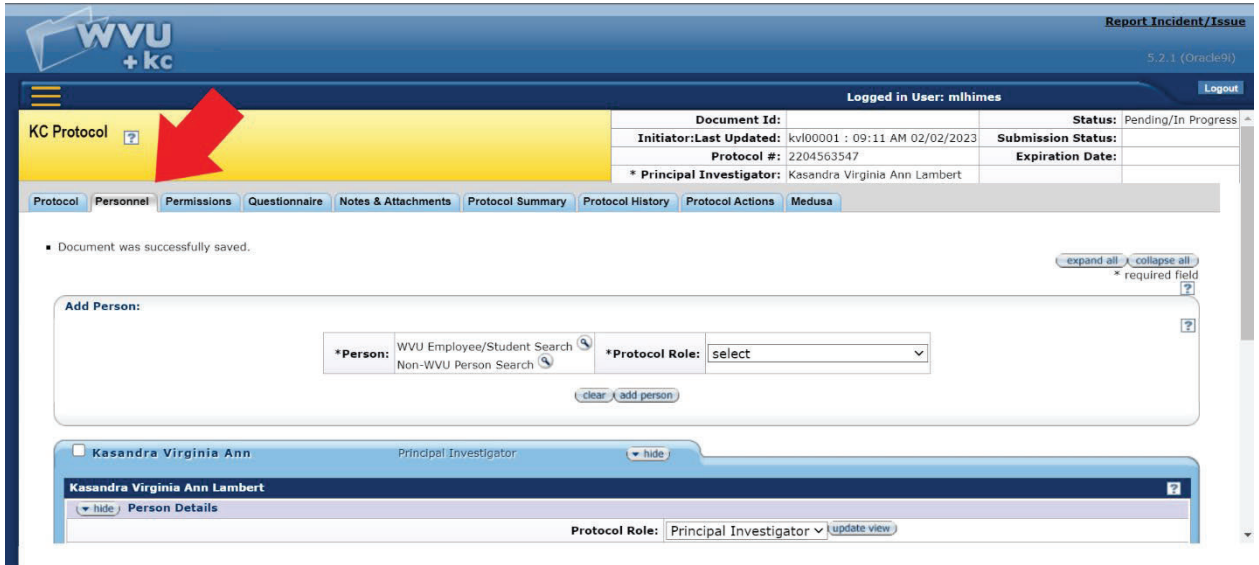 WVU
+kc
Report Incident/Issue
5.2.1 (Oracle9i)
Logged in User: mlhimes
Logout
KC Protocol ?
Document Id: Status: Pending/In Progress
Initiator:Last Updated: kvl00001 : 09:11 AM 02/02/2023 Submission Status:
Protocol #: 2204563547 Expiration Date:
* Principal Investigator: Kasandra Virginia Ann Lambert
Protocol Personnel Permissions Questionnaire Notes & Attachments Protocol Summary Protocol History Protocol Actions Medusa
Document was successfully saved.
expand all collapse all
* required field
?
Add Person:
?
*Person: WVU Employee/Student Search *Protocol Role: select
Non-WVU Person Search
clear add person
Kasandra Virginia Ann Principal Investigator hide
Kasandra Virginia Ann Lambert ?
hide Person Details
Protocol Role: Principal Investigator update view